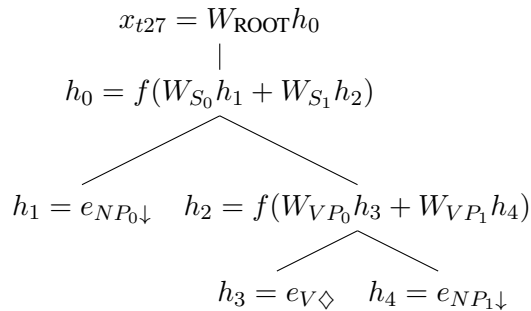 x_{t27} = W_{ROOT}h_0
h_0 = f(W_{S_0}h_1 + W_{S_1}h_2)
h_1 = e_{NP_0↓} h_2 = f(W_{VP_0}h_3 + W_{VP_1}h_4)
h_3 = e_{V◇} h_4 = e_{NP_1↓}